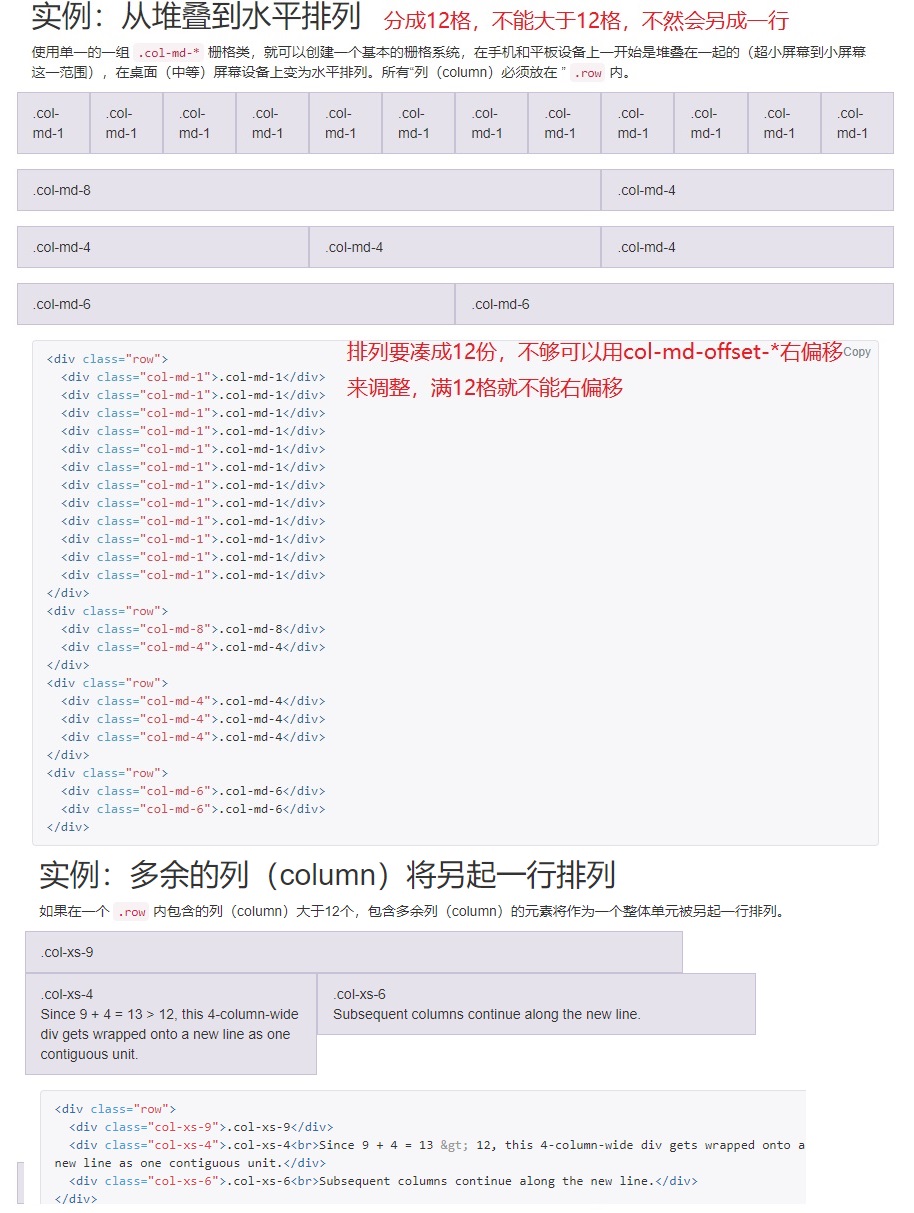 实例：从堆叠到水平排列 分成12格，不能大于12格，不然会另成一行
使用单一的一组 .col-md-* 栅格类，就可以创建一个基本的栅格系统，在手机和平板设备上一开始是堆叠在一起的（超小屏幕到小屏幕
这一范围），在桌面（中等）屏幕设备上变为水平排列。所有“列（column）必须放在 ” .row 内。
.col- .col- .col- .col- .col- .col- .col- .col- .col- .col- .col- .col-
md-1 md-1 md-1 md-1 md-1 md-1 md-1 md-1 md-1 md-1 md-1 md-1
.col-md-8 .col-md-4
.col-md-4 .col-md-4 .col-md-4
.col-md-6 .col-md-6
排列要凑成12份，不够可以用col-md-offset-*右偏移 Copy
来调整，满12格就不能右偏移
<div class="row">
<div class="col-md-1">.col-md-1</div>
<div class="col-md-1">.col-md-1</div>
<div class="col-md-1">.col-md-1</div>
<div class="col-md-1">.col-md-1</div>
<div class="col-md-1">.col-md-1</div>
<div class="col-md-1">.col-md-1</div>
<div class="col-md-1">.col-md-1</div>
<div class="col-md-1">.col-md-1</div>
<div class="col-md-1">.col-md-1</div>
<div class="col-md-1">.col-md-1</div>
<div class="col-md-1">.col-md-1</div>
<div class="col-md-1">.col-md-1</div>
</div>
<div class="row">
<div class="col-md-8">.col-md-8</div>
<div class="col-md-4">.col-md-4</div>
</div>
<div class="row">
<div class="col-md-4">.col-md-4</div>
<div class="col-md-4">.col-md-4</div>
<div class="col-md-4">.col-md-4</div>
</div>
<div class="row">
<div class="col-md-6">.col-md-6</div>
<div class="col-md-6">.col-md-6</div>
</div>
实例：多余的列（column）将另起一行排列
如果在一个 .row 内包含的列（column）大于12个，包含多余列（column）的元素将作为一个整体单元被另起一行排列。
.col-xs-9
.col-xs-4
Since 9 + 4 = 13 > 12, this 4-column-wide
div gets wrapped onto a new line as one
contiguous unit.
.col-xs-6
Subsequent columns continue along the new line.
<div class="row">
<div class="col-xs-9">.col-xs-9</div>
<div class="col-xs-4">.col-xs-4<br>Since 9 + 4 = 13 &gt; 12, this 4-column-wide div gets wrapped onto a
new line as one contiguous unit.</div>
<div class="col-xs-6">.col-xs-6<br>Subsequent columns continue along the new line.</div>
</div>